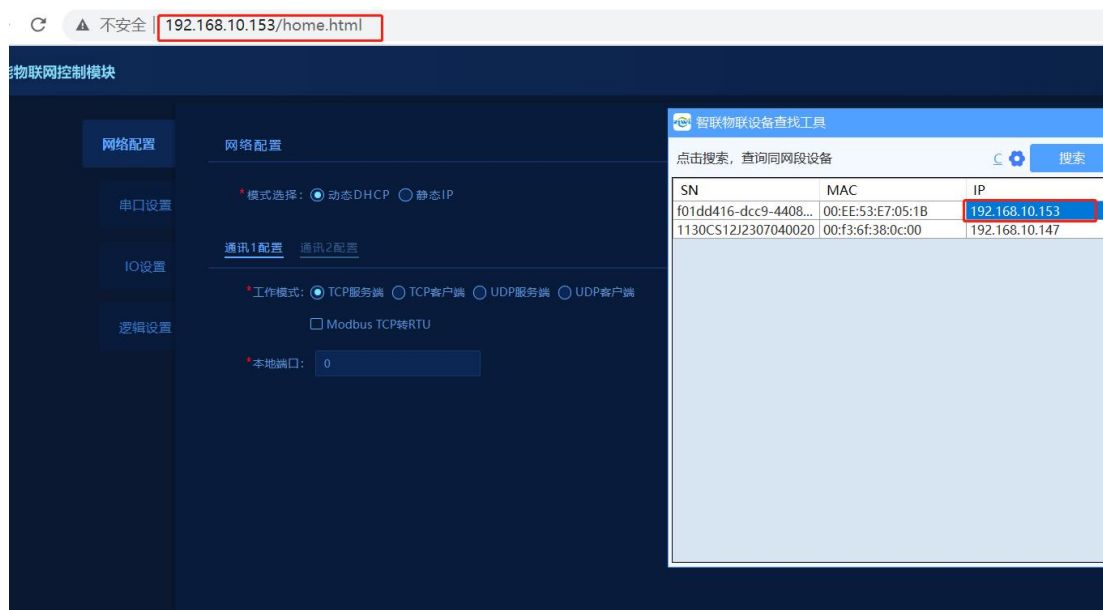 不安全 192.168.10.153/home.html
能物联网控制模块
网络配置
串口设置
IO设置
逻辑设置
网络配置
*模式选择: 动态DHCP 静态IP
通讯1配置 通讯2配置
*工作模式: TCP服务端 TCP客户端 UDP服务端 UDP客户端
Modbus TCP转RTU
*本地端口: 0
智联物联设备查找工具
点击搜索，查询同网段设备 C 搜索
SN MAC IP
f01dd416-dcc9-4408... 00:EE:53:E7:05:1B 192.168.10.153
1130CS12J2307040020 00:f3:6f:38:0c:00 192.168.10.147